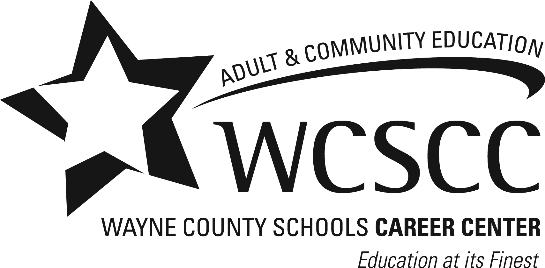 ADULT & COMMUNITY EDUCATION
WCSCC
WAYNE COUNTY SCHOOLS CAREER CENTER
Education at its Finest